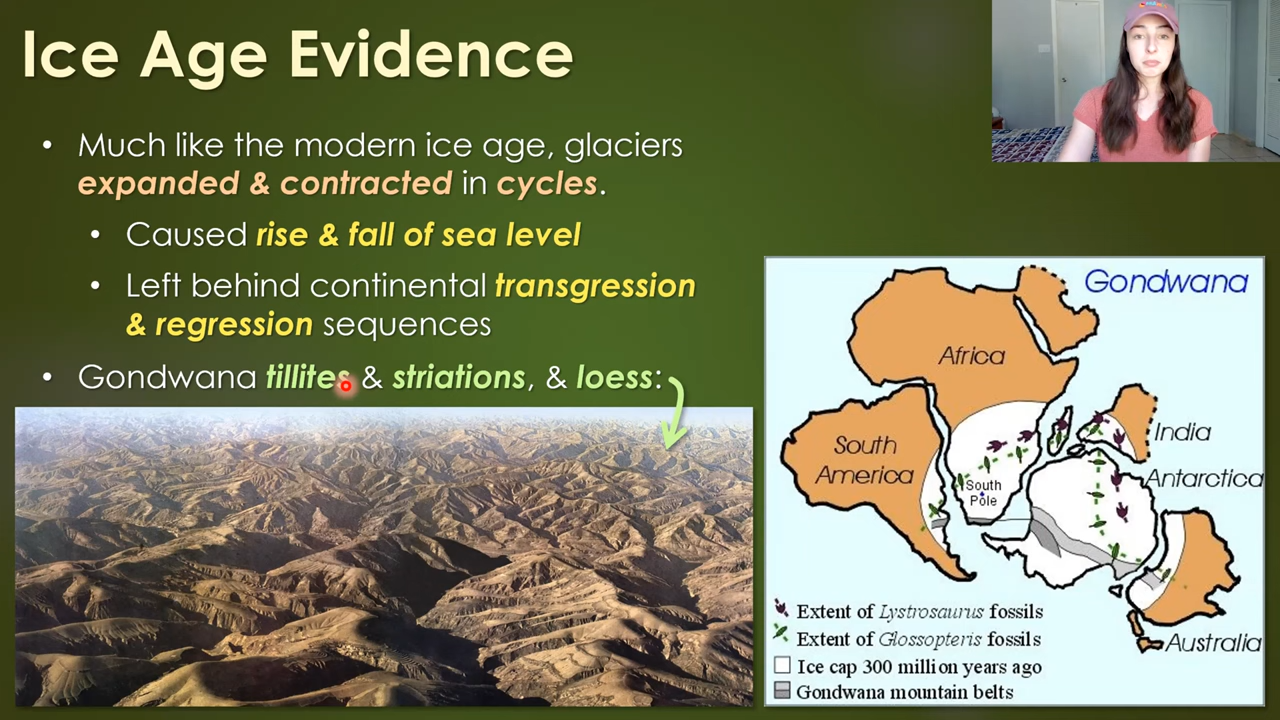 Ice Age Evidence
• Much like the modern ice age, glaciers
expanded & contracted in cycles.
• Caused rise & fall of sea level
• Left behind continental transgression
& regression sequences
• Gondwana tillites & striations, & loess:
Gondwana
Africa
South
America
South
Pole
India
Antarctica
Australia
Extent of Lystrosaurus fossils
Extent of Glossopteris fossils
Ice cap 300 million years ago
Gondwana mountain belts